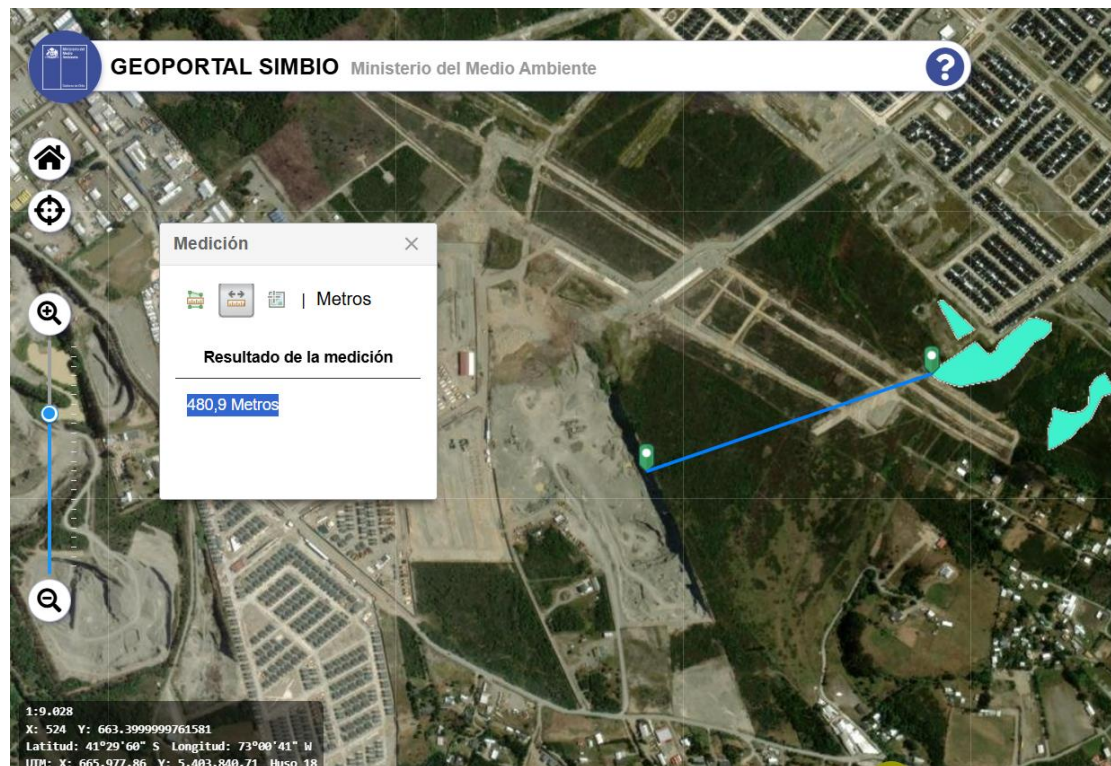 GEOPORTAL SIMBIO Ministerio del Medio Ambiente
?
Medición
| Metros
Resultado de la medición
480,9 Metros
1:9.028
X: 524 Y: 663.3999999761581
Latitud: 41°29'60" S Longitud: 73°00'41" W
UTM: X: 665.977,86 Y: 5.403.840,71 Huso 18